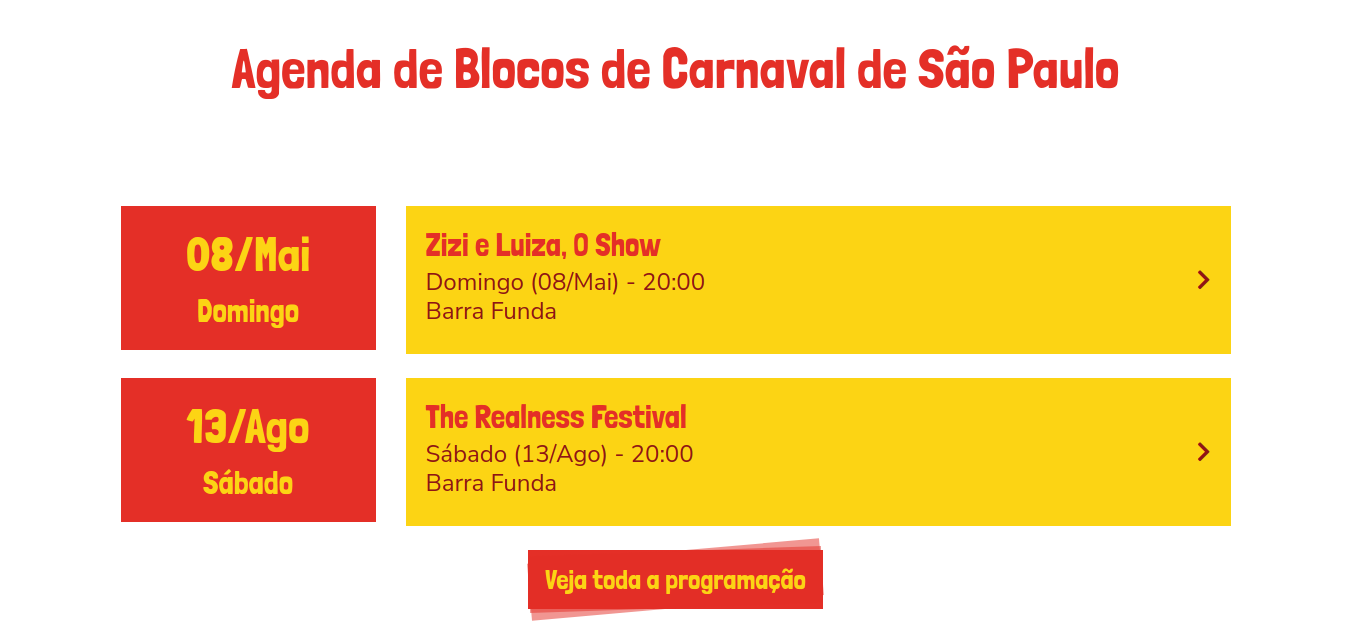 Agenda de Blocos de Carnaval de São Paulo
08/Mai
Domingo
Zizi e Luiza, O Show
Domingo (08/Mai) - 20:00
Barra Funda
13/Ago
Sábado
The Realness Festival
Sábado (13/Ago) - 20:00
Barra Funda
Veja toda a programação